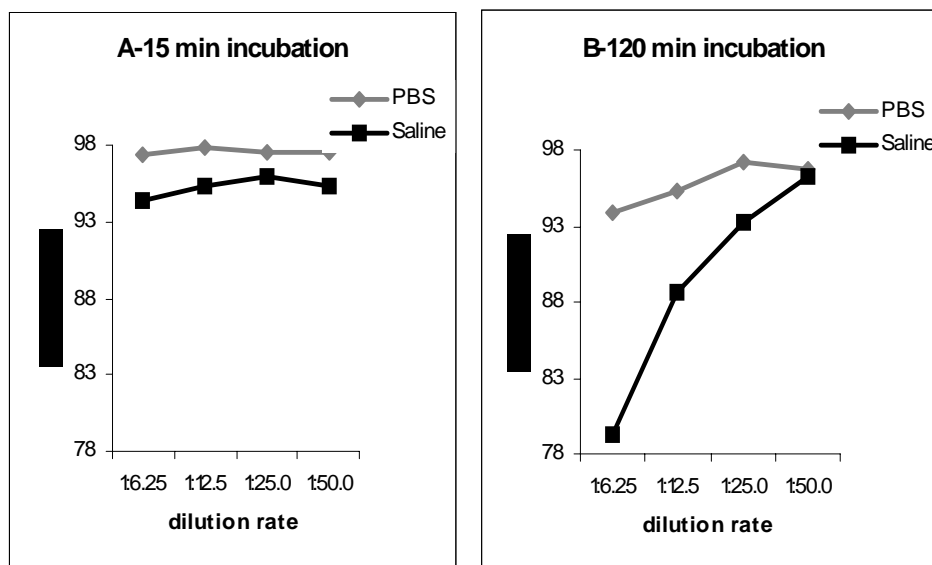 A-15 min incubation
PBS
Saline
98
93
88
83
78
1:6.25 1:12.5 1:25.0 1:50.0
dilution rate
B-120 min incubation
PBS
Saline
98
93
88
83
78
1:6.25 1:12.5 1:25.0 1:50.0
dilution rate